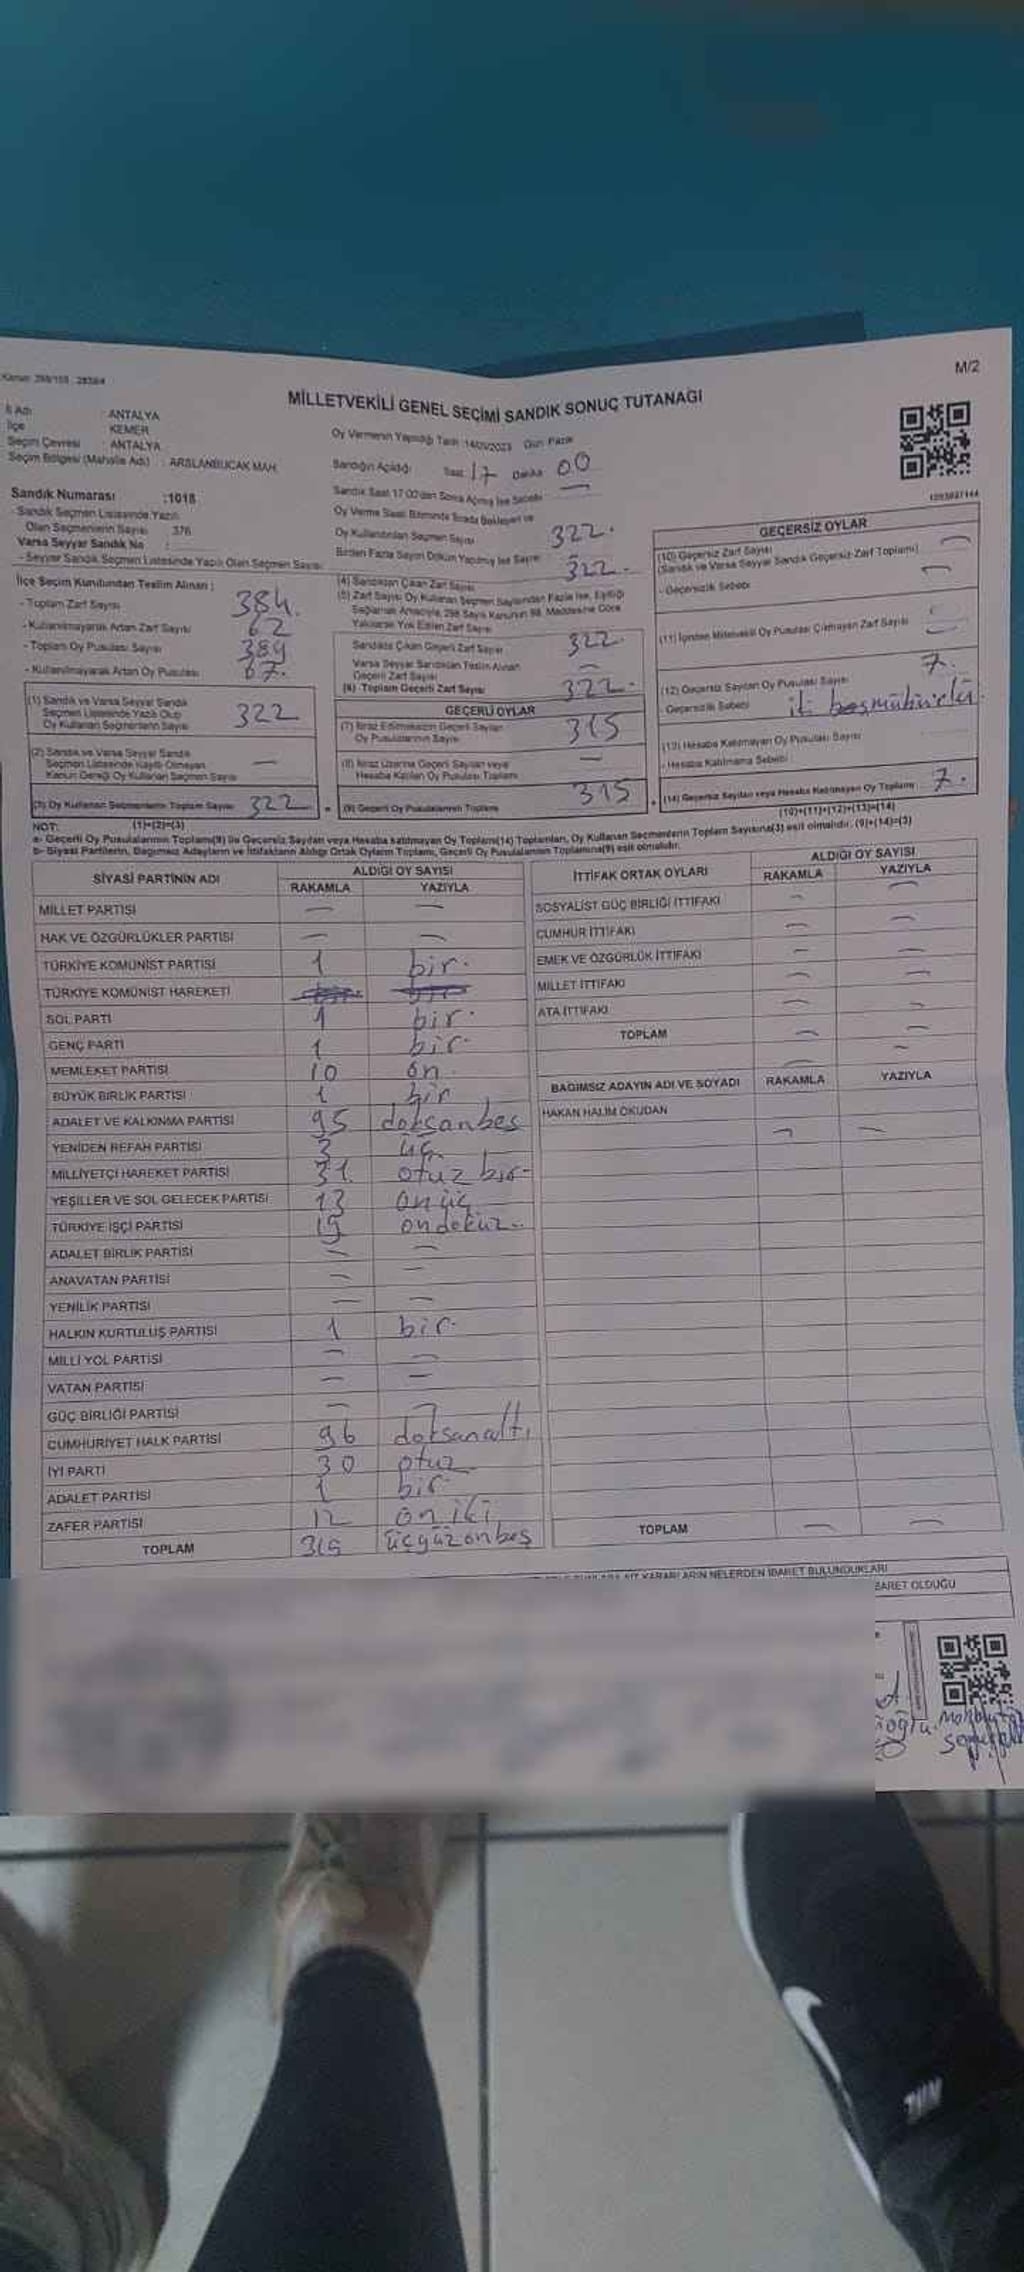 Kanun: 298/105 , 2839/4
M/2
MİLLETVEKİLİ GENEL SEÇİMİ SANDIK SONUÇ TUTANAĞI
İl Adı : ANTALYA
İlçe : KEMER
Seçim Çevresi : ANTALYA
Seçim Bölgesi (Mahalle Adı) : ARSLANBUCAK MAH.
Sandık Numarası :1018
Sandık Seçmen Listesinde Yazılı
Olan Seçmenlerin Sayısı 376
Varsa Seyyar Sandık No :
- Seyyar Sandık Seçmen Listesinde Yazılı Olan Seçmen Sayısı:
İlçe Seçim Kurulundan Teslim Alınan :
- Toplam Zarf Sayısı 384.
- Kullanılmayarak Artan Zarf Sayısı 62
- Toplam Oy Pusulası Sayısı 389
- Kullanılmayarak Artan Oy Pusulası 67.
(1) Sandık ve Varsa Seyyar Sandık
Seçmen Listesinde Yazılı Olup
Oy Kullanan Seçmenlerin Sayısı 322
(2) Sandık ve Varsa Seyyar Sandık
Seçmen Listesinde Kayıtlı Olmayan
Kanun Gereği Oy Kullanan Seçmen Sayısı —
(3) Oy Kullanan Seçmenlerin Toplam Sayısı 322
(1)+(2)=(3)
Oy Vermenin Yapıldığı Tarih :14/05/2023 Gün: Pazar
Sandığın Açıldığı Saat 17 Dakika 00
Sandık Saat 17.00'den Sonra Açılmış İse Sebebi —
Oy Verme Saati Bitiminde Sırada Bekleyen ve
Oy Kullandırılan Seçmen Sayısı 322.
Birden Fazla Sayım Döküm Yapılmış İse Sayısı
(4) Sandıktan Çıkan Zarf Sayısı 322.
(5) Zarf Sayısı Oy Kullanan Seçmen Sayısından Fazla İse, Eşitliği
Sağlamak Amacıyla, 298 Sayılı Kanunun 98. Maddesine Göre
Yakılarak Yok Edilen Zarf Sayısı
Sandıkta Çıkan Geçerli Zarf Sayısı 322
Varsa Seyyar Sandıktan Teslim Alınan
Geçerli Zarf Sayısı —
(6) Toplam Geçerli Zarf Sayısı 322.
GEÇERLİ OYLAR
(7) İtiraz Edilmeksizin Geçerli Sayılan
Oy Pusulalarının Sayısı 315
(8) İtiraz Üzerine Geçerli Sayılan veya
Hesaba Katılan Oy Pusulası Toplamı —
(9) Geçerli Oy Pusulalarının Toplamı 315
1203897144
GEÇERSİZ OYLAR
(10) Geçersiz Zarf Sayısı —
(Sandık ve Varsa Seyyar Sandık Geçersiz Zarf Toplamı)
- Geçersizlik Sebebi —
(11) İçinden Milletvekili Oy Pusulası Çıkmayan Zarf Sayısı —
(12) Geçersiz Sayılan Oy Pusulası Sayısı 7.
- Geçersizlik Sebebi
(13) Hesaba Katılmayan Oy Pusulası Sayısı
- Hesaba Katılmama Sebebi
(14) Geçersiz Sayılan veya Hesaba Katılmayan Oy Toplamı 7.
(10)+(11)+(12)+(13)=(14)
NOT:
a- Geçerli Oy Pusulalarının Toplamı(9) ile Geçersiz Sayılan veya Hesaba katılmayan Oy Toplamı(14) Toplamları, Oy Kullanan Seçmenlerin Toplam Sayısına(3) eşit olmalıdır. (9)+(14)=(3)
b- Siyasi Partilerin, Bağımsız Adayların ve İttifakların Aldığı Ortak Oyların Toplamı, Geçerli Oy Pusulalarının Toplamına(9) eşit olmalıdır.
SİYASİ PARTİNİN ADI ALDIĞI OY SAYISI
RAKAMLA YAZIYLA
MİLLET PARTİSİ — —
HAK VE ÖZGÜRLÜKLER PARTİSİ — —
TÜRKİYE KOMÜNİST PARTİSİ 1 bir.
TÜRKİYE KOMÜNİST HAREKETİ
SOL PARTİ 1 bir.
GENÇ PARTİ 1 bir.
MEMLEKET PARTİSİ 10 on.
BÜYÜK BİRLİK PARTİSİ 1 bir
ADALET VE KALKINMA PARTİSİ 95 doksanbeş
YENİDEN REFAH PARTİSİ 3 üç
MİLLİYETÇİ HAREKET PARTİSİ 31. otuz bir
YEŞİLLER VE SOL GELECEK PARTİSİ 13 onüç.
TÜRKİYE İŞÇİ PARTİSİ 19 ondokuz.
ADALET BİRLİK PARTİSİ — —
ANAVATAN PARTİSİ — —
YENİLİK PARTİSİ — —
HALKIN KURTULUŞ PARTİSİ 1 bir.
MİLLİ YOL PARTİSİ — —
VATAN PARTİSİ — —
GÜÇ BİRLİĞİ PARTİSİ — —
CUMHURİYET HALK PARTİSİ 96 doksanaltı
İYİ PARTİ 30 otuz
ADALET PARTİSİ 1 bir
ZAFER PARTİSİ 12 on iki
TOPLAM 315 üçyüzonbeş
İTTİFAK ORTAK OYLARI ALDIĞI OY SAYISI
RAKAMLA YAZIYLA
SOSYALİST GÜÇ BİRLİĞİ İTTİFAKI — —
CUMHUR İTTİFAKI — —
EMEK VE ÖZGÜRLÜK İTTİFAKI — —
MİLLET İTTİFAKI — —
ATA İTTİFAKI — —
TOPLAM — —
BAĞIMSIZ ADAYIN ADI VE SOYADI RAKAMLA YAZIYLA
HAKAN HALİM OKUDAN — —
TOPLAM — —
KARARLARIN NELERDEN İBARET BULUNDUKLARI
BARET OLDUĞU